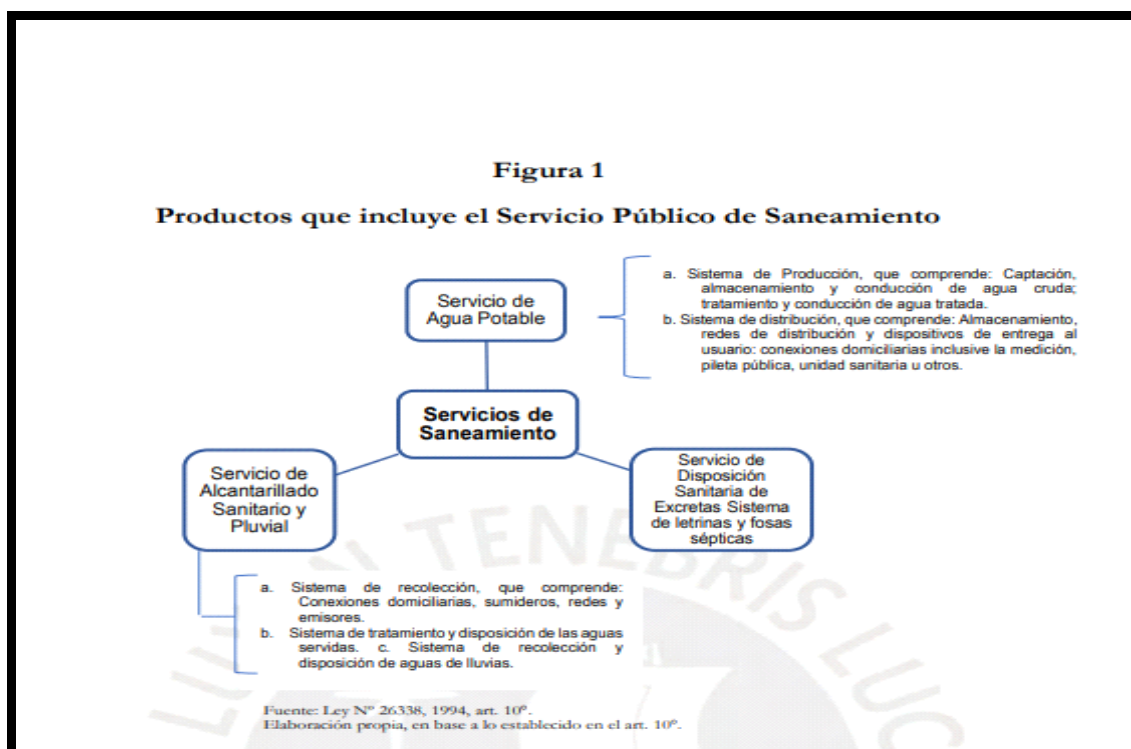 Figura 1
Productos que incluye el Servicio Público de Saneamiento
Servicio de
Agua Potable
a. Sistema de Producción, que comprende: Captación,
almacenamiento y conducción de agua cruda;
tratamiento y conducción de agua tratada.
b. Sistema de distribución, que comprende: Almacenamiento,
redes de distribución y dispositivos de entrega al
usuario: conexiones domiciliarias inclusive la medición,
pileta pública, unidad sanitaria u otros.
Servicios de
Saneamiento
Servicio de
Alcantarillado
Sanitario y
Pluvial
Servicio de
Disposición
Sanitaria de
Excretas Sistema
de letrinas y fosas
sépticas
a. Sistema de recolección, que comprende:
Conexiones domiciliarias, sumideros, redes y
emisores.
b. Sistema de tratamiento y disposición de las aguas
servidas. c. Sistema de recolección y
disposición de aguas de lluvias.
TENEBRIS
Fuente: Ley Nº 26338, 1994, art. 10º.
Elaboración propia, en base a lo establecido en el art. 10º.